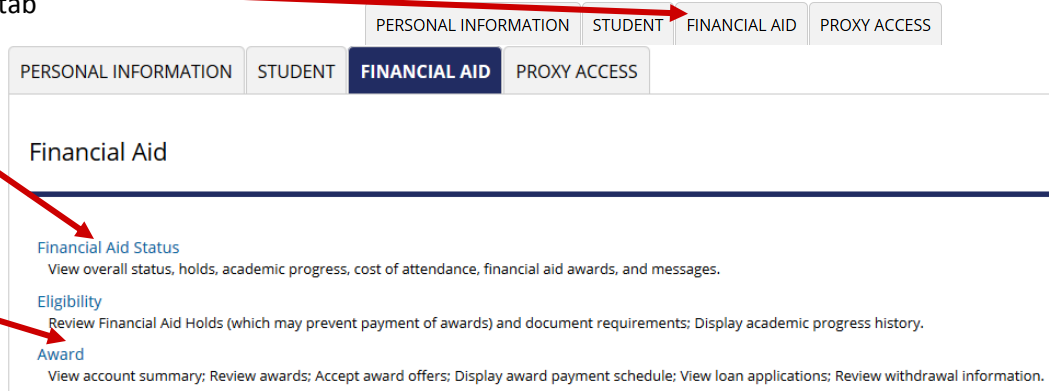 tab
PERSONAL INFORMATION STUDENT FINANCIAL AID PROXY ACCESS
PERSONAL INFORMATION STUDENT FINANCIAL AID PROXY ACCESS
Financial Aid
Financial Aid Status
View overall status, holds, academic progress, cost of attendance, financial aid awards, and messages.
Eligibility
Review Financial Aid Holds (which may prevent payment of awards) and document requirements; Display academic progress history.
Award
View account summary; Review awards; Accept award offers; Display award payment schedule; View loan applications; Review withdrawal information.